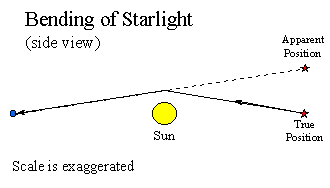 Bending of Starlight
(side view)
Apparent
Position
Sun
True
Position
Scale is exaggerated